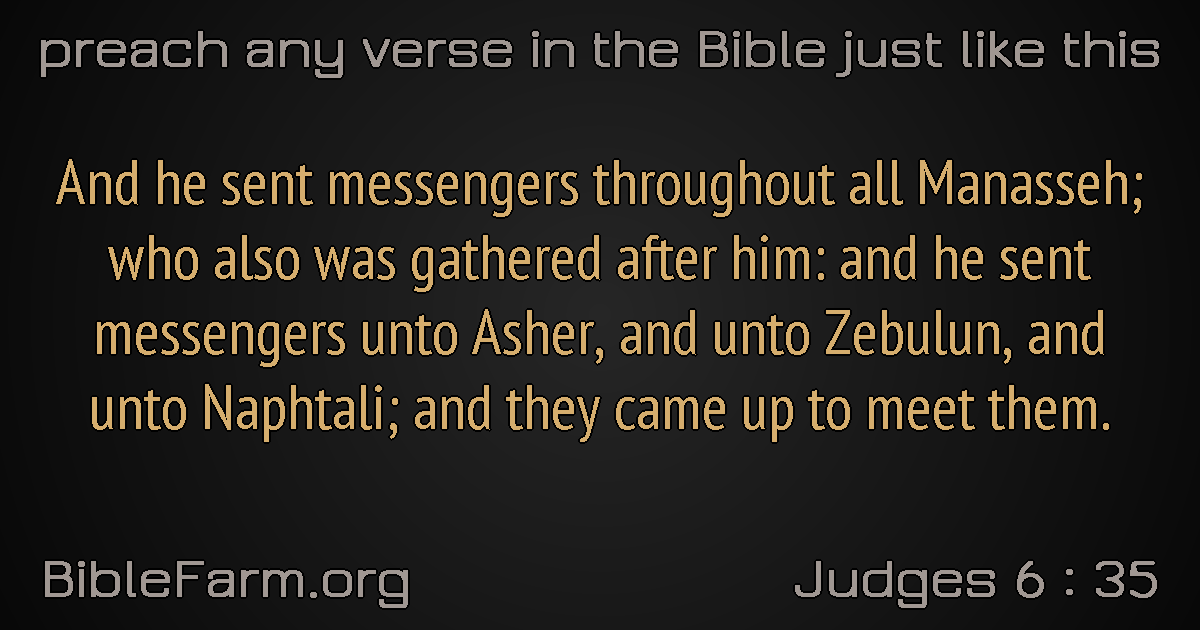 preach any verse in the Bible just like this
And he sent messengers throughout all Manasseh;
who also was gathered after him: and he sent
messengers unto Asher, and unto Zebulun, and
unto Naphtali; and they came up to meet them.
BibleFarm.org
Judges 6 : 35